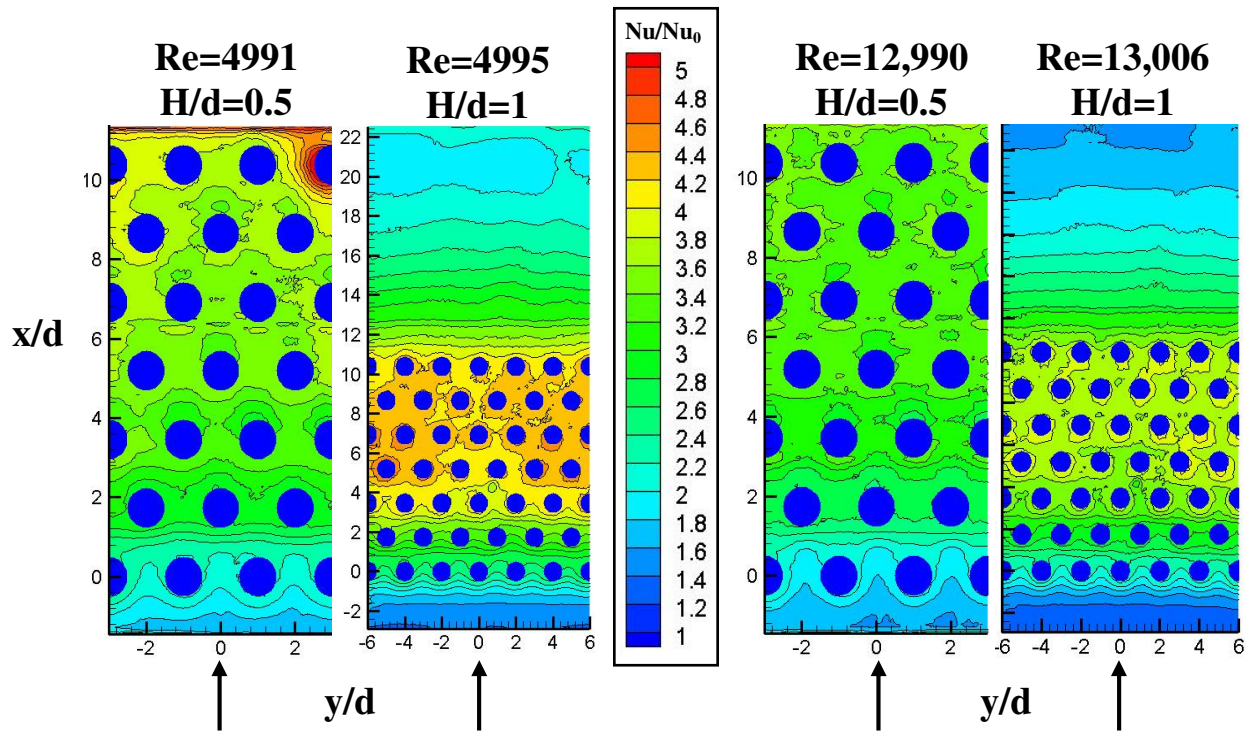 Re=4991
H/d=0.5
Re=4995
H/d=1
Nu/Nu₀
Re=12,990
H/d=0.5
Re=13,006
H/d=1
5
4.8
4.6
4.4
4.2
4
3.8
3.6
3.4
3.2
3
2.8
2.6
2.4
2.2
2
1.8
1.6
1.4
1.2
1
x/d
10
8
6
4
2
0
-2 0 2
22
20
18
16
14
12
10
8
6
4
2
0
-2
-6 -4 -2 0 2 4 6
10
8
6
4
2
0
-2 0 2
-6 -4 -2 0 2 4 6
y/d
y/d